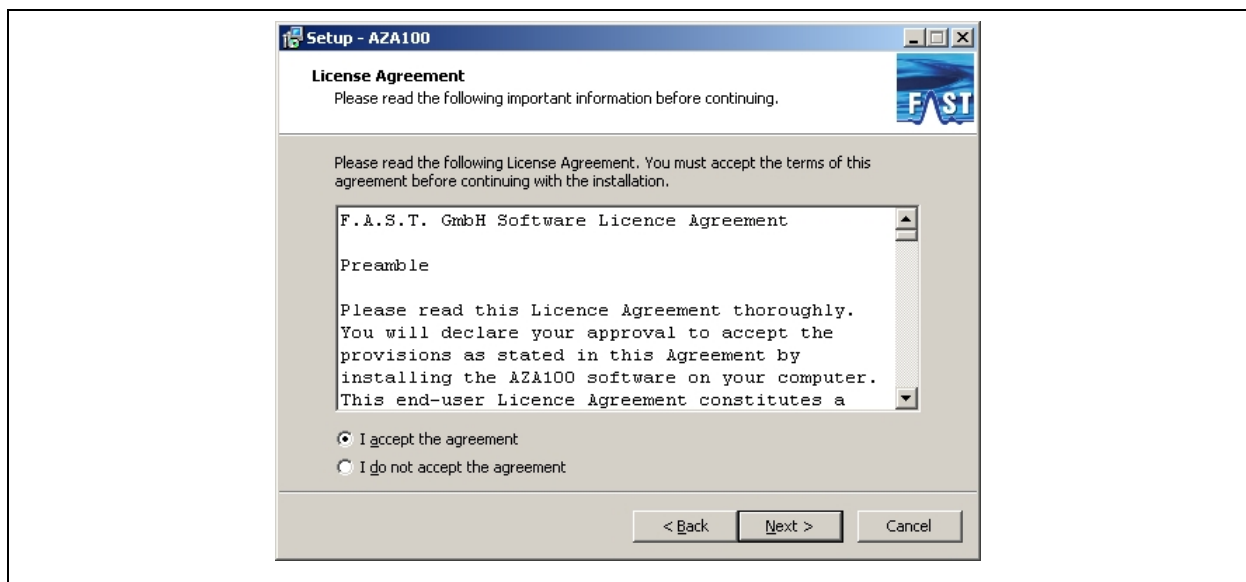 Setup - AZA100
License Agreement
Please read the following important information before continuing.
FAST
Please read the following License Agreement. You must accept the terms of this
agreement before continuing with the installation.
F.A.S.T. GmbH Software Licence Agreement
Preamble
Please read this Licence Agreement thoroughly.
You will declare your approval to accept the
provisions as stated in this Agreement by
installing the AZA100 software on your computer.
This end-user Licence Agreement constitutes a
I accept the agreement
I do not accept the agreement
< Back
Next >
Cancel